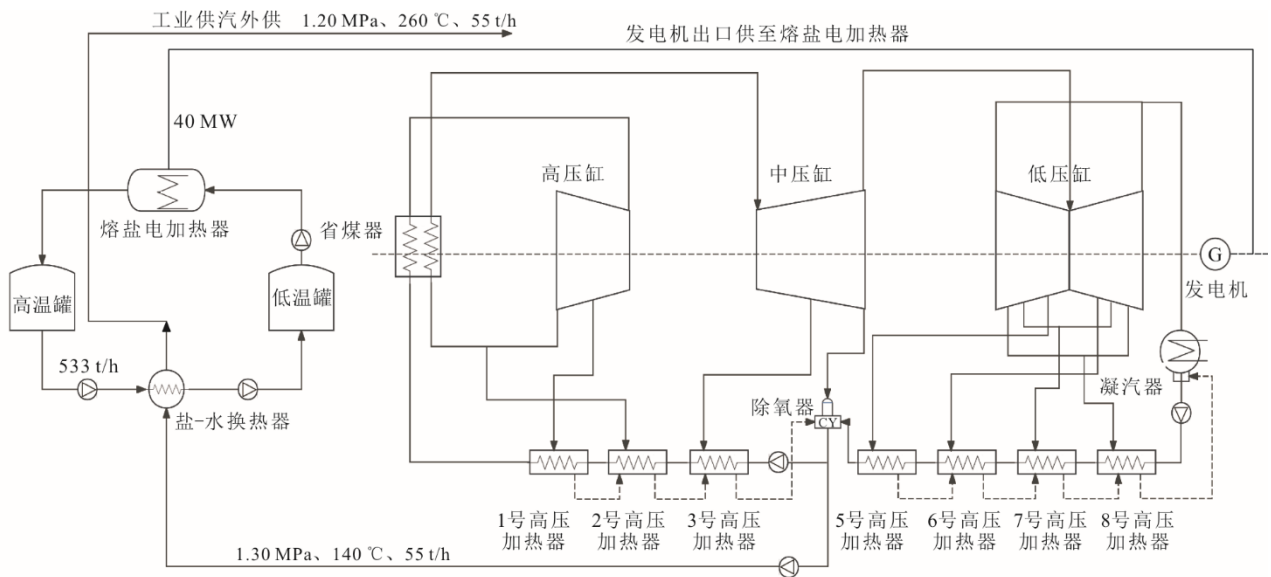 工业供汽外供 1.20 MPa、260 ℃、55 t/h
发电机出口供至熔盐电加热器
40 MW
高压缸
中压缸
低压缸
熔盐电加热器
省煤器
G
发电机
高温罐
低温罐
533 t/h
盐-水换热器
除氧器
CY
凝汽器
1号高压
加热器
2号高压
加热器
3号高压
加热器
5号高压
加热器
6号高压
加热器
7号高压
加热器
8号高压
加热器
1.30 MPa、140 ℃、55 t/h